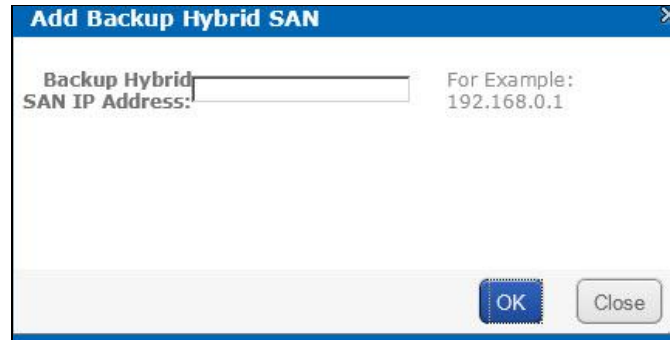 Add Backup Hybrid SAN
Backup Hybrid
SAN IP Address:
For Example:
192.168.0.1
OK
Close